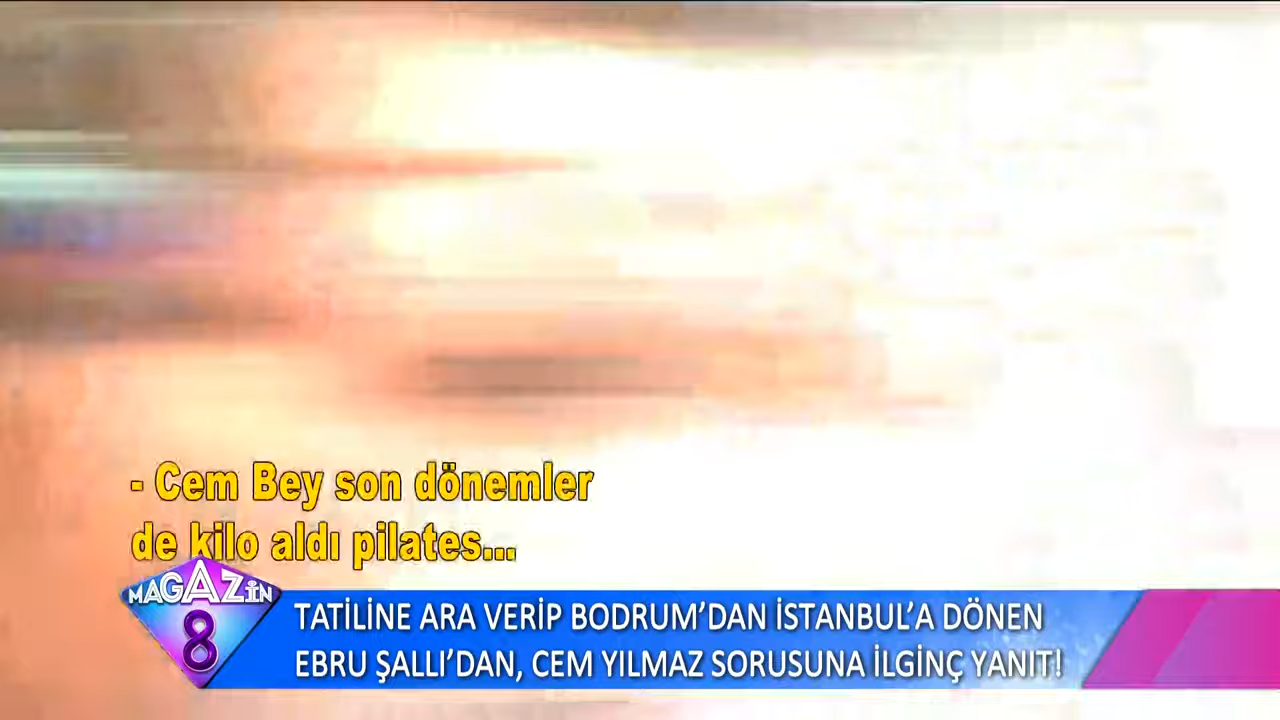 - Cem Bey son dönemler
de kilo aldı pilates...
MAGAZİN
8
TATİLİNE ARA VERİP BODRUM’DAN İSTANBUL’A DÖNEN
EBRU ŞALLI’DAN, CEM YILMAZ SORUSUNA İLGİNÇ YANIT!